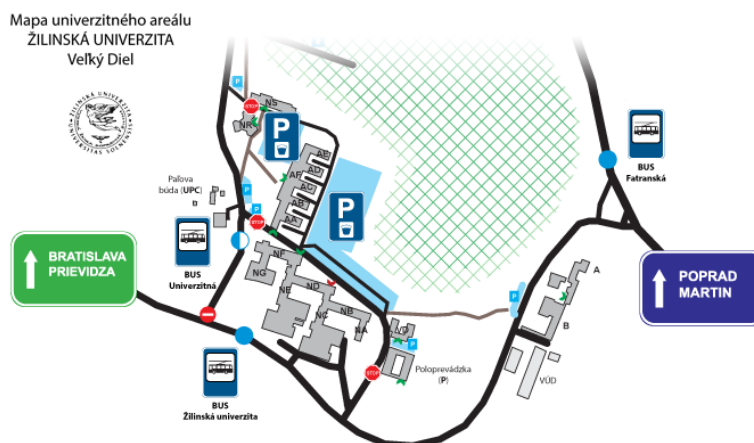 Mapa univerzitného areálu
ŽILINSKÁ UNIVERZITA
Veľký Diel
P
STOP
NS
NR
P
AE
AD
AF
AC
AB
AA
P
Paľova
búda (UPC)
P
P
STOP
BUS
Fatranská
BRATISLAVA
PRIEVIDZA
BUS
Univerzitná
NF
NG
NE
ND
NC
NB
NA
VD
P
P
A
B
POPRAD
MARTIN
STOP
Poloprevádzka
(P)
VÚD
BUS
Žilinská univerzita